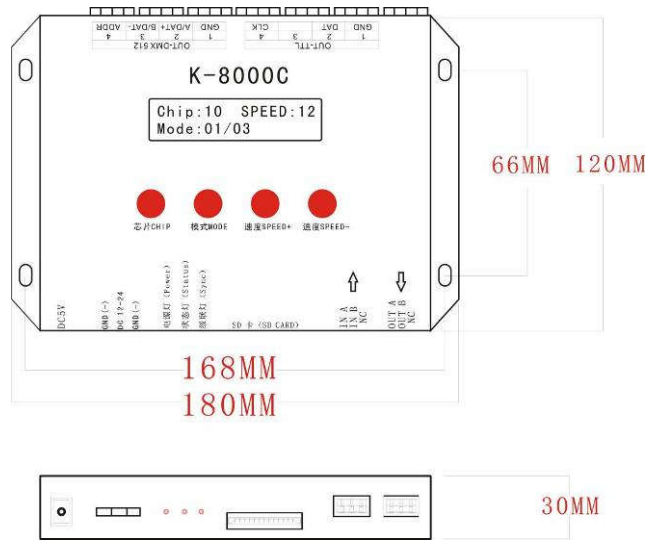 ADDR B/DAT- A/DAT+ GND
4 3 2 1
OUT-DMX512
CLK DAT GND
4 3 2 1
OUT-TTL
K-8000C
Chip:10 SPEED:12
Mode:01/03
芯片CHIP 模式MODE 速度SPEED+ 速度SPEED-
66MM 120MM
DC5V
GND(-)
DC 12-24
GND(-)
电源灯(Power)
状态灯(Status)
级联灯(Sync)
SD 卡 (SD CARD)
IN A
IN B
NC
OUT A
OUT B
NC
168MM
180MM
30MM